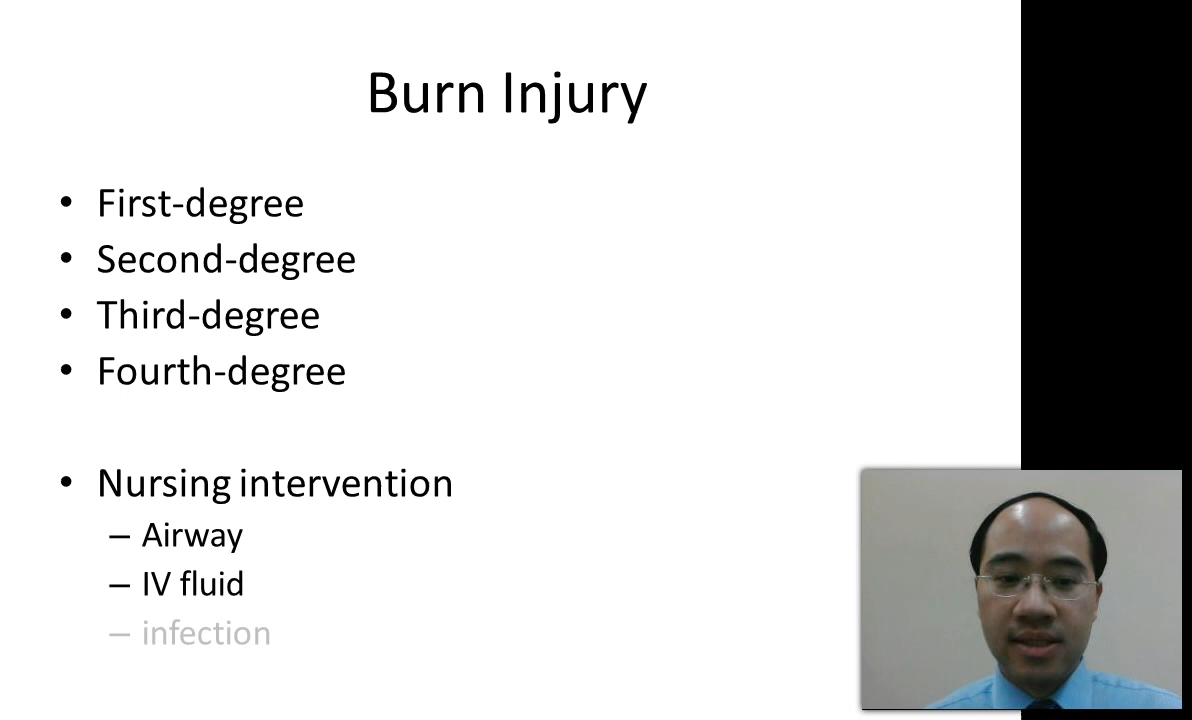 Burn Injury
• First-degree
• Second-degree
• Third-degree
• Fourth-degree
• Nursing intervention
– Airway
– IV fluid
– infection